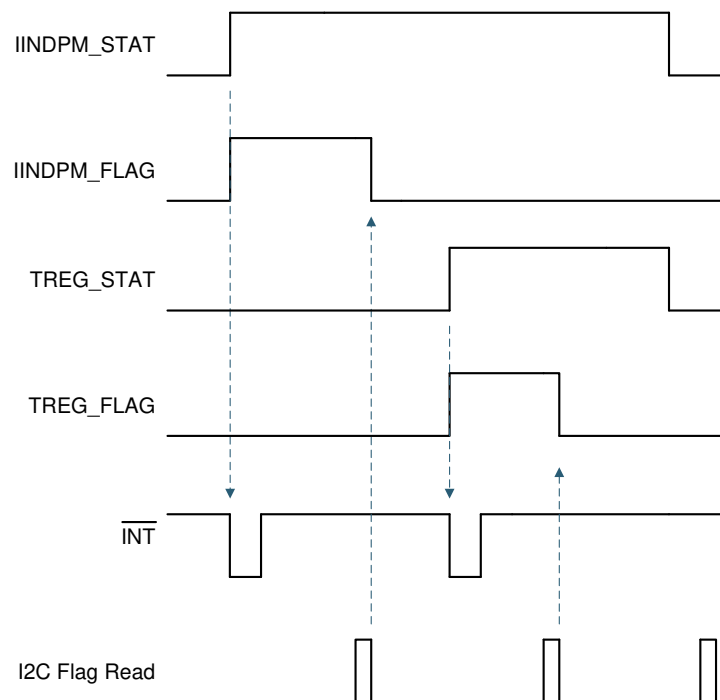 IINDPM_STAT
IINDPM_FLAG
TREG_STAT
TREG_FLAG
INT
I2C Flag Read